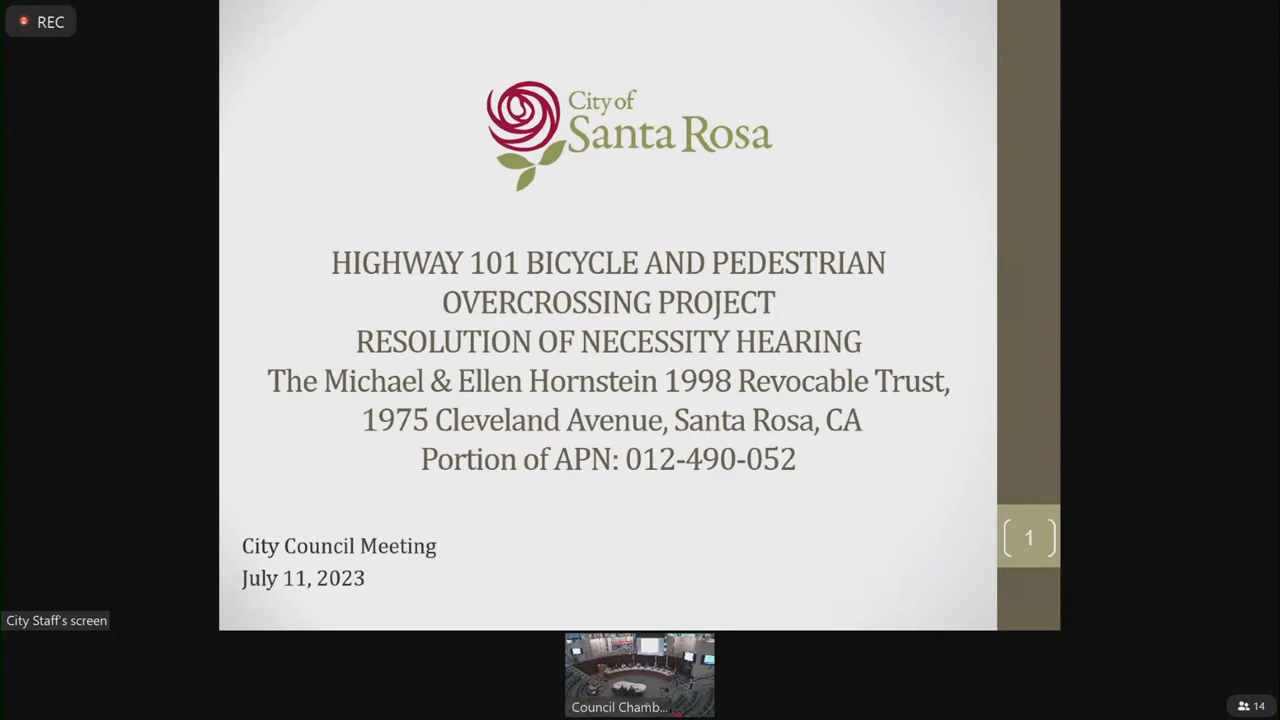 REC
City of
Santa Rosa
HIGHWAY 101 BICYCLE AND PEDESTRIAN
OVERCROSSING PROJECT
RESOLUTION OF NECESSITY HEARING
The Michael & Ellen Hornstein 1998 Revocable Trust,
1975 Cleveland Avenue, Santa Rosa, CA
Portion of APN: 012-490-052
City Council Meeting
July 11, 2023
1
City Staff's screen
Council Chamb...
14